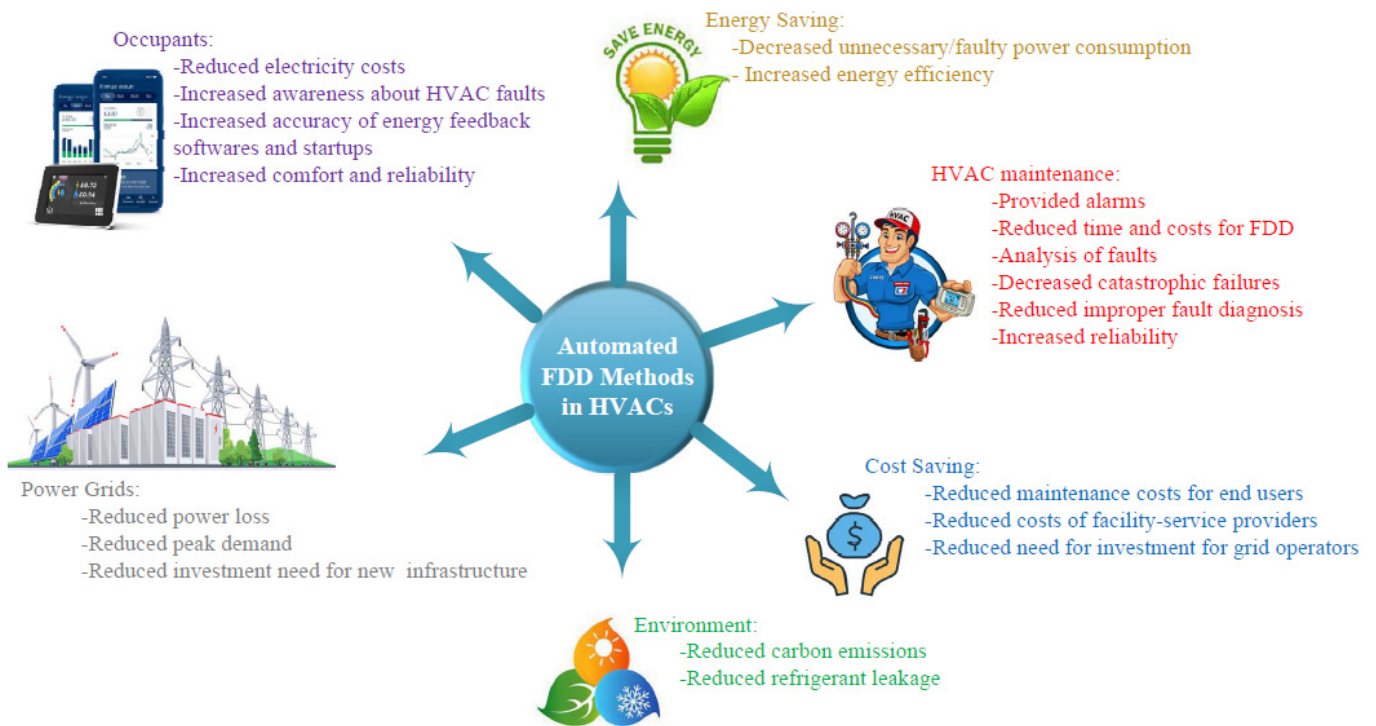 Occupants:
-Reduced electricity costs
-Increased awareness about HVAC faults
-Increased accuracy of energy feedback
softwares and startups
-Increased comfort and reliability
SAVE ENERGY
Energy Saving:
-Decreased unnecessary/faulty power consumption
- Increased energy efficiency
HVAC maintenance:
-Provided alarms
-Reduced time and costs for FDD
-Analysis of faults
-Decreased catastrophic failures
-Reduced improper fault diagnosis
-Increased reliability
HVAC
Automated
FDD Methods
in HVACs
Power Grids:
-Reduced power loss
-Reduced peak demand
-Reduced investment need for new infrastructure
Cost Saving:
-Reduced maintenance costs for end users
-Reduced costs of facility-service providers
-Reduced need for investment for grid operators
$
Environment:
-Reduced carbon emissions
-Reduced refrigerant leakage